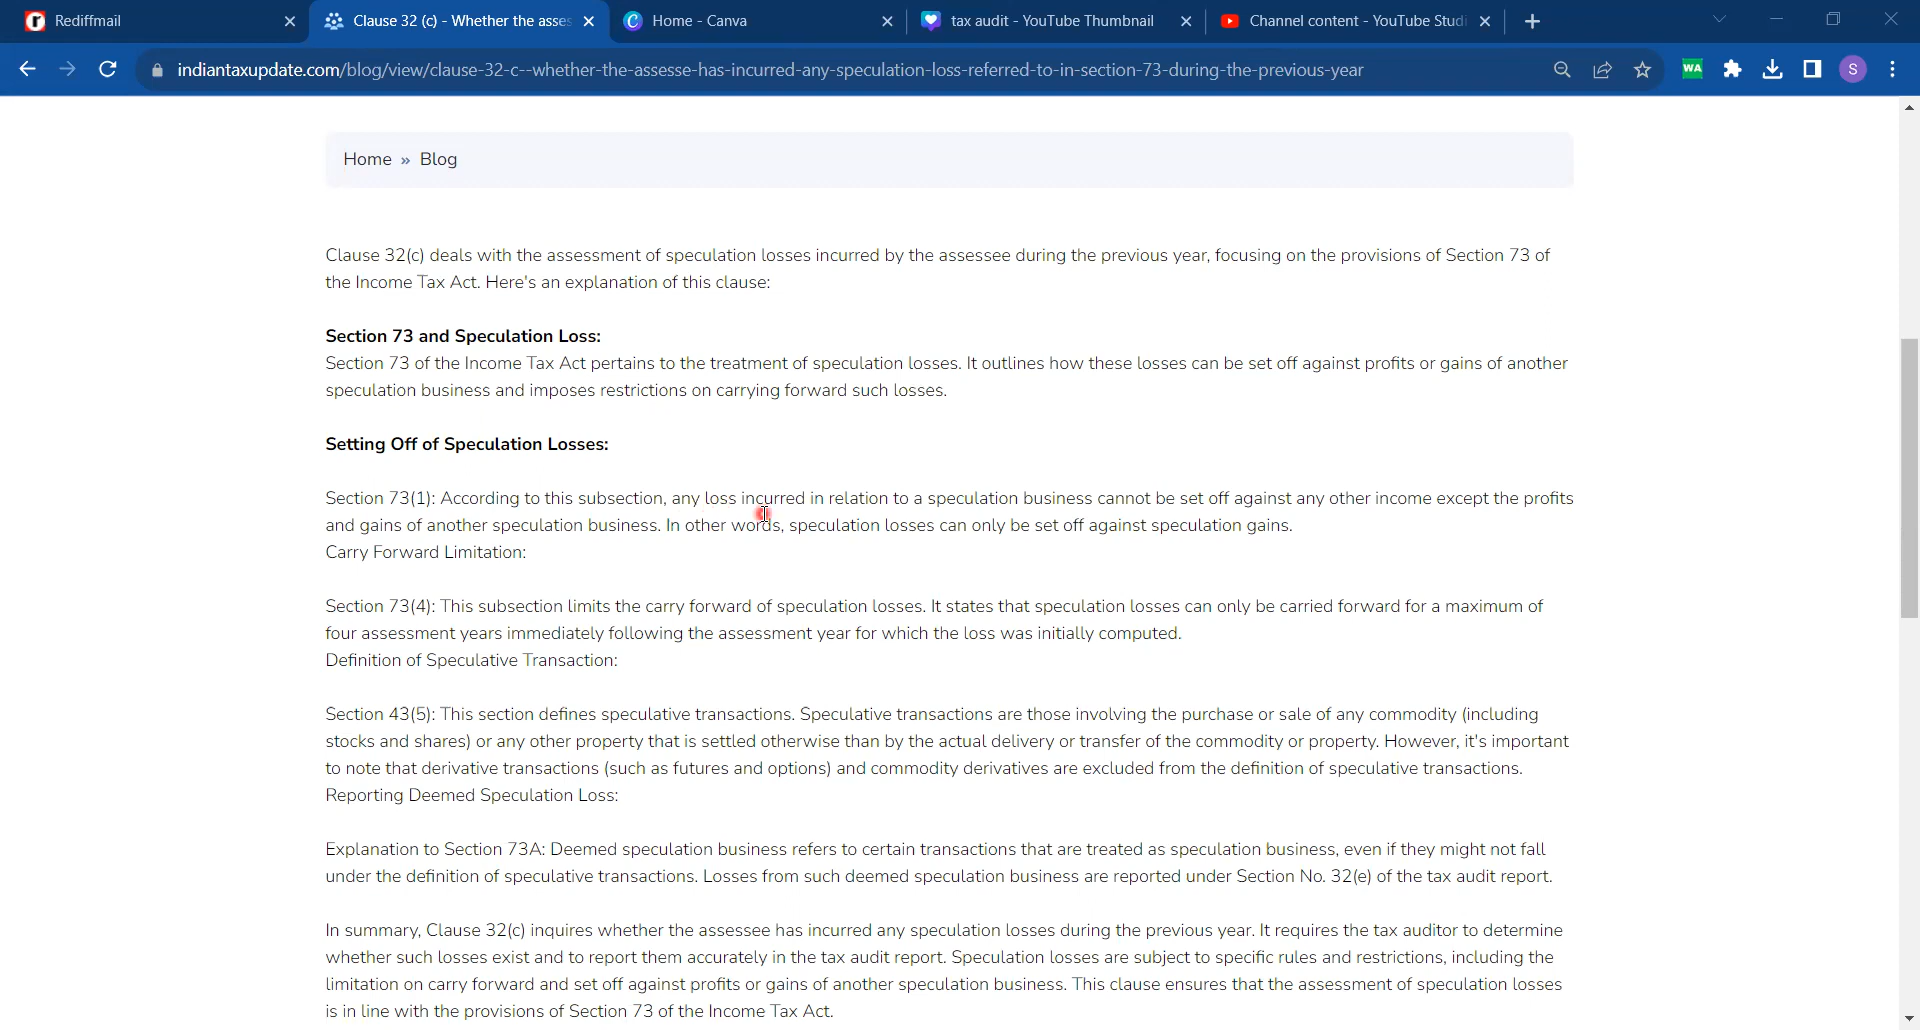 Rediffmail
Clause 32 (c) - Whether the asses
Home - Canva
tax audit - YouTube Thumbnail
Channel content - YouTube Studi
indiantaxupdate.com/blog/view/clause-32-c--whether-the-assesse-has-incurred-any-speculation-loss-referred-to-in-section-73-during-the-previous-year
WA
S
Home » Blog
Clause 32(c) deals with the assessment of speculation losses incurred by the assessee during the previous year, focusing on the provisions of Section 73 of
the Income Tax Act. Here's an explanation of this clause:
Section 73 and Speculation Loss:
Section 73 of the Income Tax Act pertains to the treatment of speculation losses. It outlines how these losses can be set off against profits or gains of another
speculation business and imposes restrictions on carrying forward such losses.
Setting Off of Speculation Losses:
Section 73(1): According to this subsection, any loss incurred in relation to a speculation business cannot be set off against any other income except the profits
and gains of another speculation business. In other words, speculation losses can only be set off against speculation gains.
Carry Forward Limitation:
Section 73(4): This subsection limits the carry forward of speculation losses. It states that speculation losses can only be carried forward for a maximum of
four assessment years immediately following the assessment year for which the loss was initially computed.
Definition of Speculative Transaction:
Section 43(5): This section defines speculative transactions. Speculative transactions are those involving the purchase or sale of any commodity (including
stocks and shares) or any other property that is settled otherwise than by the actual delivery or transfer of the commodity or property. However, it's important
to note that derivative transactions (such as futures and options) and commodity derivatives are excluded from the definition of speculative transactions.
Reporting Deemed Speculation Loss:
Explanation to Section 73A: Deemed speculation business refers to certain transactions that are treated as speculation business, even if they might not fall
under the definition of speculative transactions. Losses from such deemed speculation business are reported under Section No. 32(e) of the tax audit report.
In summary, Clause 32(c) inquires whether the assessee has incurred any speculation losses during the previous year. It requires the tax auditor to determine
whether such losses exist and to report them accurately in the tax audit report. Speculation losses are subject to specific rules and restrictions, including the
limitation on carry forward and set off against profits or gains of another speculation business. This clause ensures that the assessment of speculation losses
is in line with the provisions of Section 73 of the Income Tax Act.